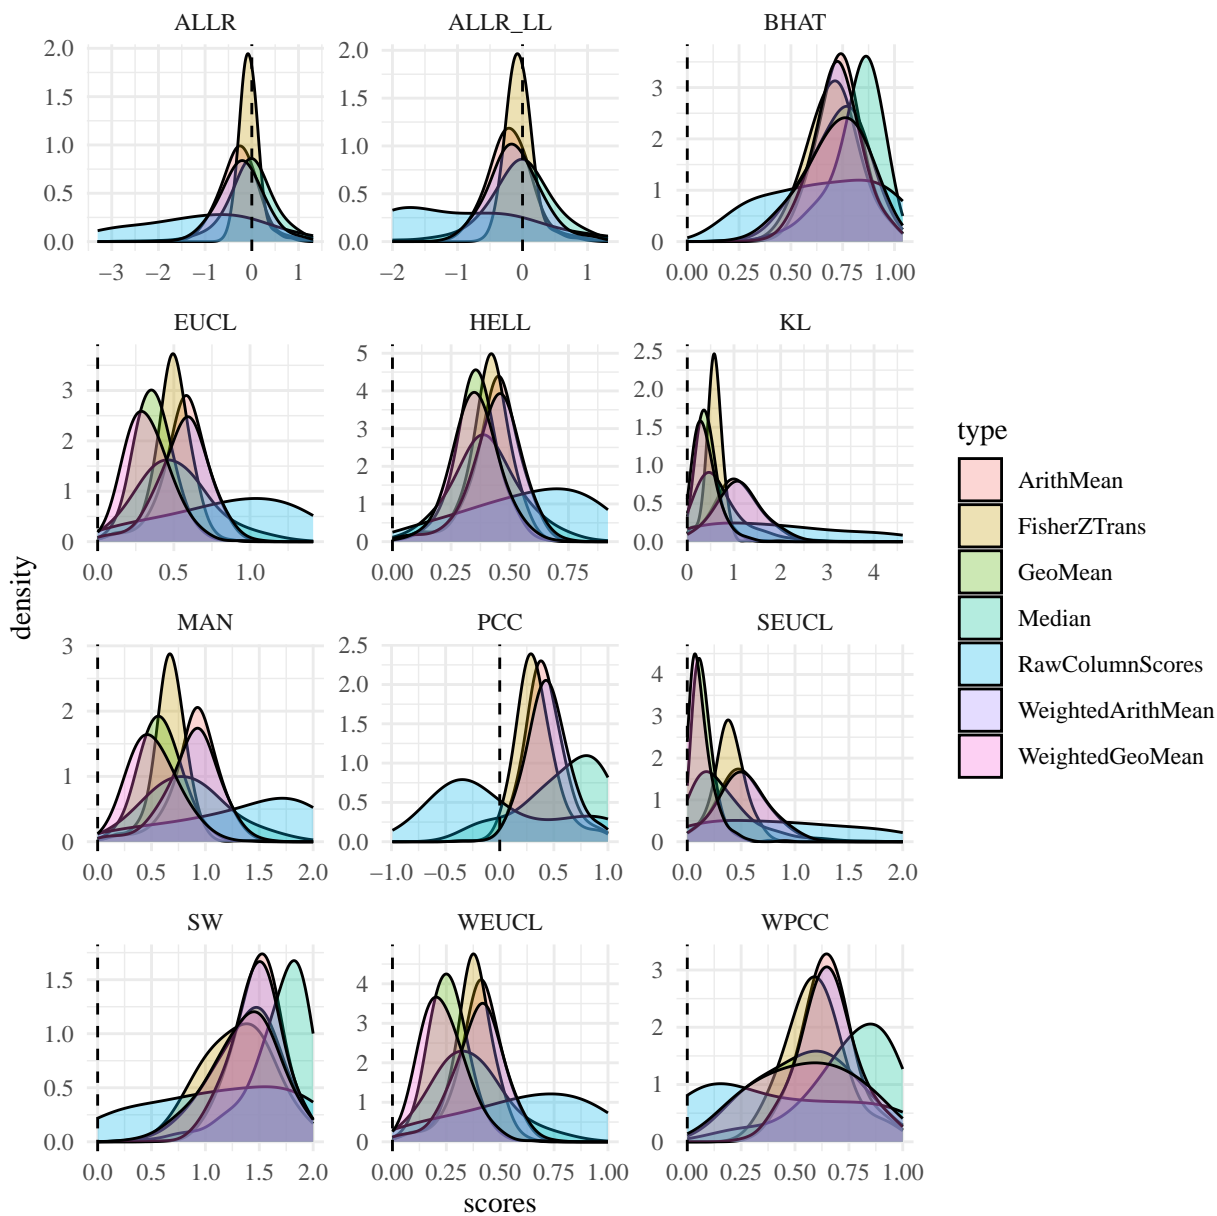 ALLR ALLR_LL BHAT
2.0 1.5 1.0 0.5 0.0
−3 −2 −1 0 1
2.0 1.5 1.0 0.5 0.0
−2 −1 0 1
3 2 1 0
0.00 0.25 0.50 0.75 1.00
EUCL HELL KL
3 2 1 0
0.0 0.5 1.0
5 4 3 2 1 0
0.00 0.25 0.50 0.75
2.5 2.0 1.5 1.0 0.5 0.0
0 1 2 3 4
MAN PCC SEUCL
3 2 1 0
0.0 0.5 1.0 1.5 2.0
2.5 2.0 1.5 1.0 0.5 0.0
−1.0 −0.5 0.0 0.5 1.0
4 3 2 1 0
0.0 0.5 1.0 1.5 2.0
SW WEUCL WPCC
1.5 1.0 0.5 0.0
0.0 0.5 1.0 1.5 2.0
4 3 2 1 0
0.00 0.25 0.50 0.75 1.00
3 2 1 0
0.00 0.25 0.50 0.75 1.00
density
scores
type
ArithMean
FisherZTrans
GeoMean
Median
RawColumnScores
WeightedArithMean
WeightedGeoMean